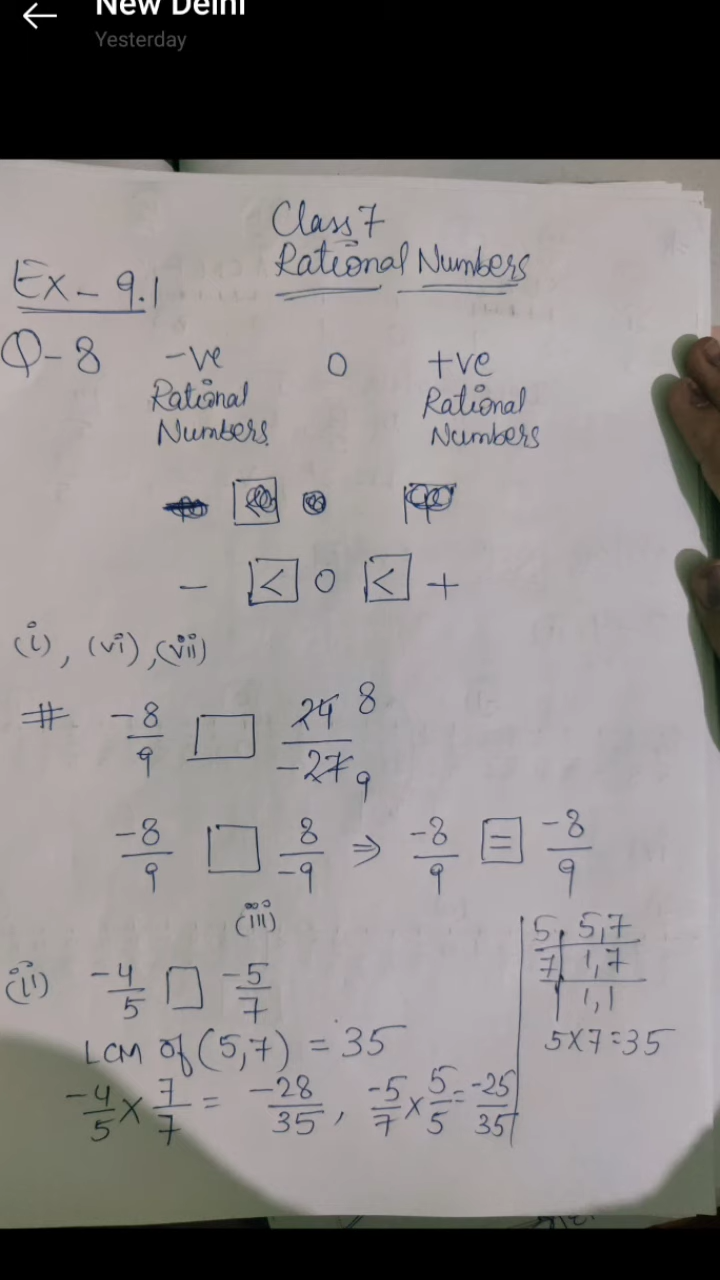 New Delhi
Yesterday
Class 7
Rational Numbers
Ex - 9.1
Q-8 -ve 0 +ve
Rational Numbers Rational Numbers
- < 0 < +
(i), (vi), (vii)
# -8/9 □ 24/-27 8 9
-8/9 □ 8/-9 ⇒ -8/9 = -8/9
(iii)
(ii) -4/5 □ -5/7
LCM of (5,7) = 35
-4/5 × 7/7 = -28/35, -5/7 × 5/5 = -25/35
5 5,7
7 1,7
1,1
5×7=35